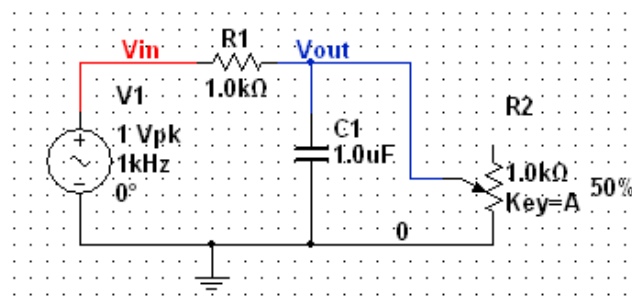 Vin
R1
1.0kΩ
Vout
V1
1 Vpk
1kHz
0°
C1
1.0uF
R2
1.0kΩ
Key=A
50%
0